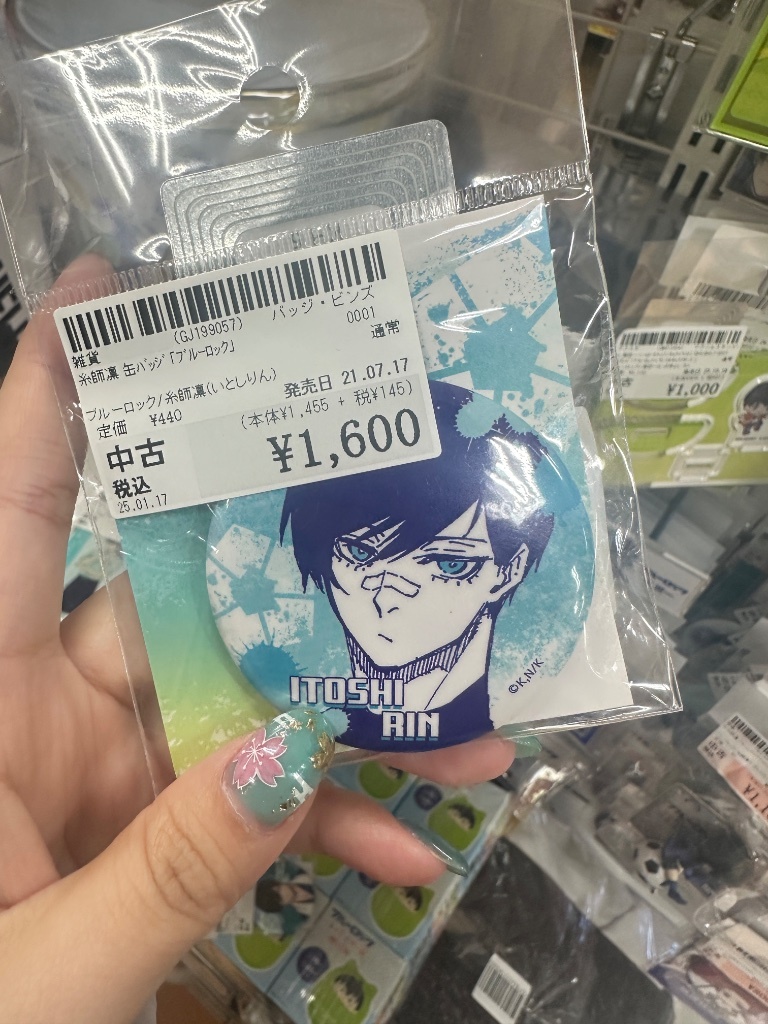 (GJ199057)
バッジ・ピンズ
雑貨
0001
糸師凛 缶バッジ「ブルーロック」
通常
ブルーロック/糸師凛(いとしりん)
発売日 21.07.17
定価 ¥440
(本体¥1,455 + 税¥145)
中古
¥1,600
税込
25.01.17
©K,N/K
ITOSHI
RIN
¥1,000